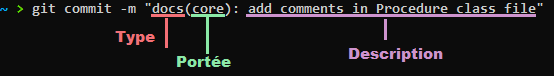 ~ > git commit -m "docs(core): add comments in Procedure class file"
Type
Portée
Description